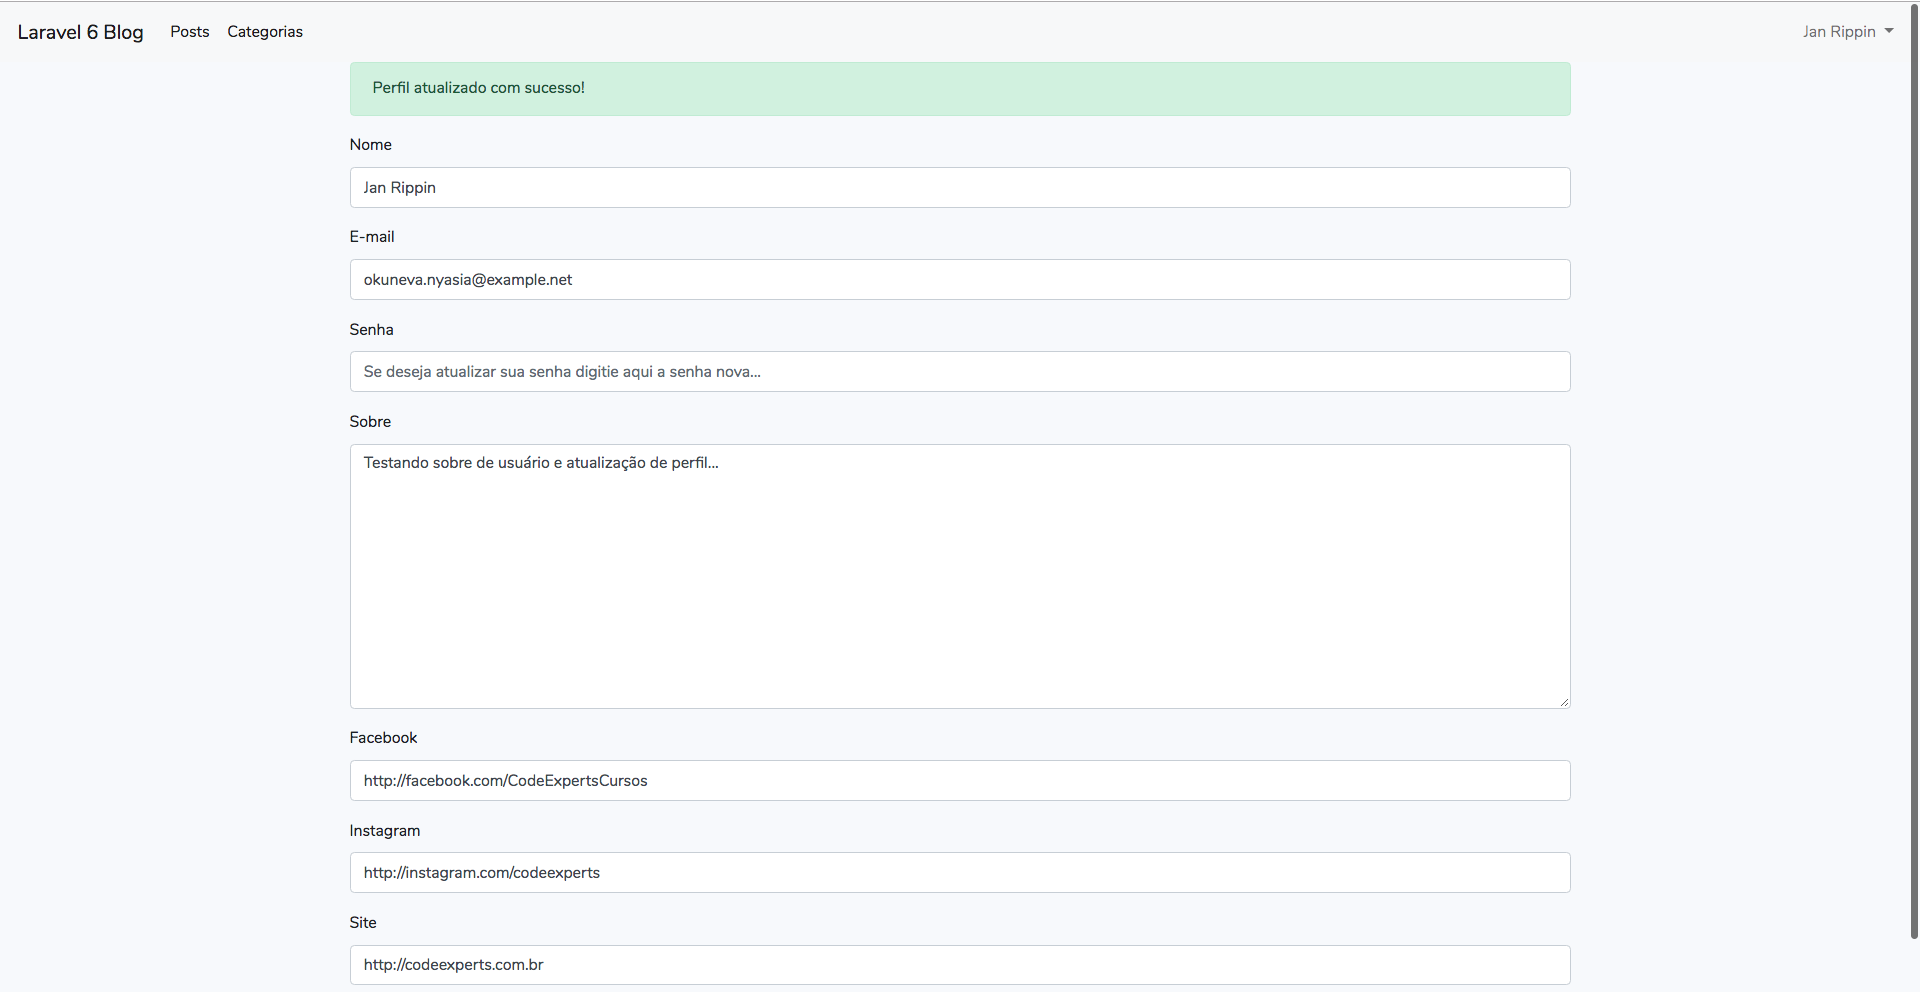 Laravel 6 Blog Posts Categorias Jan Rippin
Perfil atualizado com sucesso!
Nome
Jan Rippin
E-mail
okuneva.nyasia@example.net
Senha
Se deseja atualizar sua senha digitie aqui a senha nova...
Sobre
Testando sobre de usuário e atualização de perfil...
Facebook
http://facebook.com/CodeExpertsCursos
Instagram
http://instagram.com/codeexperts
Site
http://codeexperts.com.br